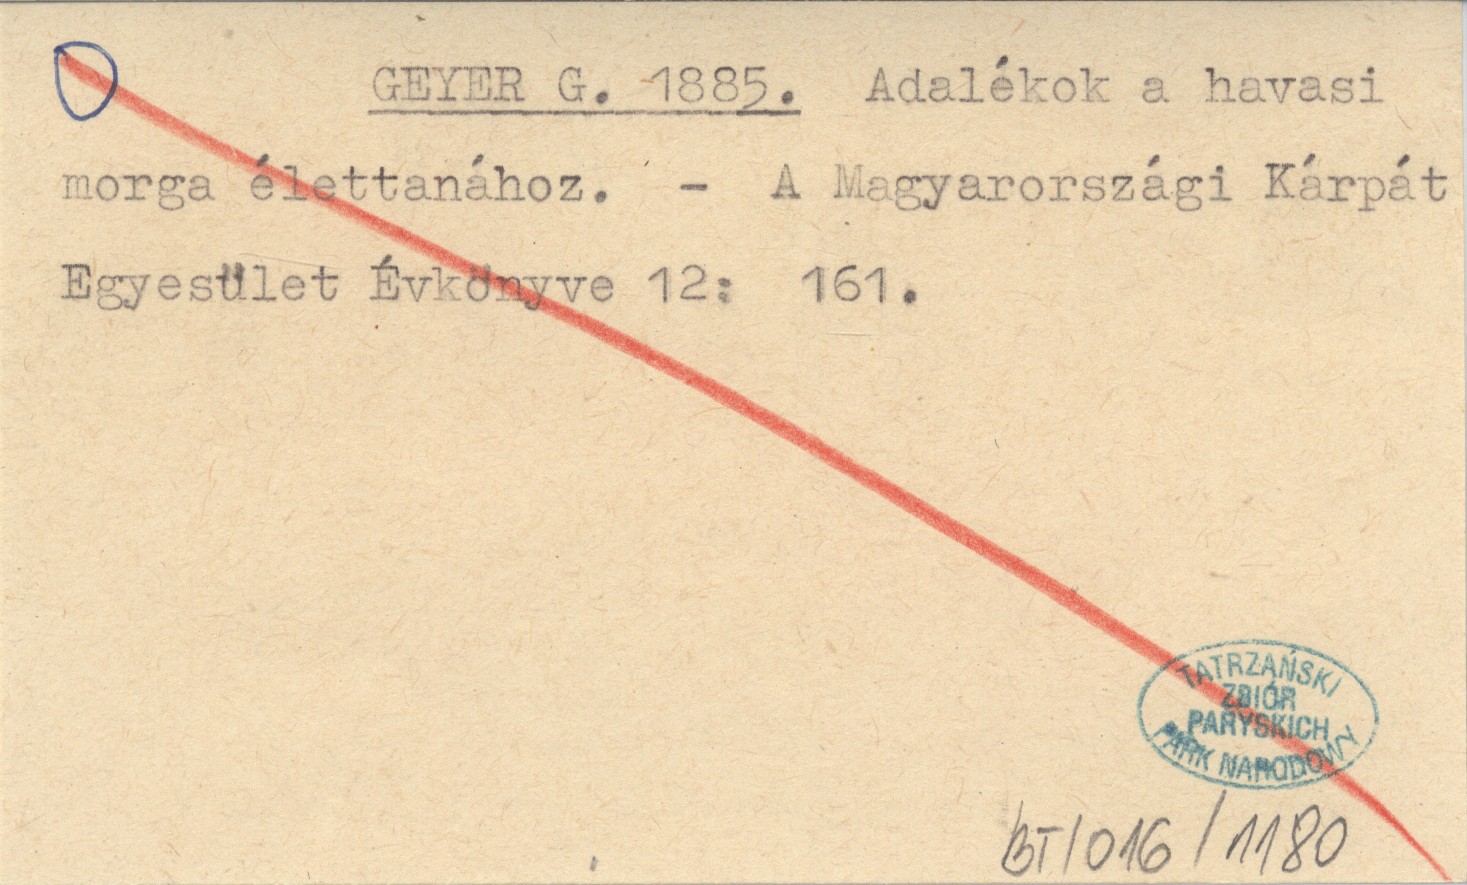 GEYER G. 1885. Adalékok a havasi
morga élettanához. - A Magyarországi Kárpát
Egyesület Évkönyve 12: 161.
TATRZAŃSKI
ZBIÓR
PARYSKICH
PARK NARODOWY
BT/016/1180